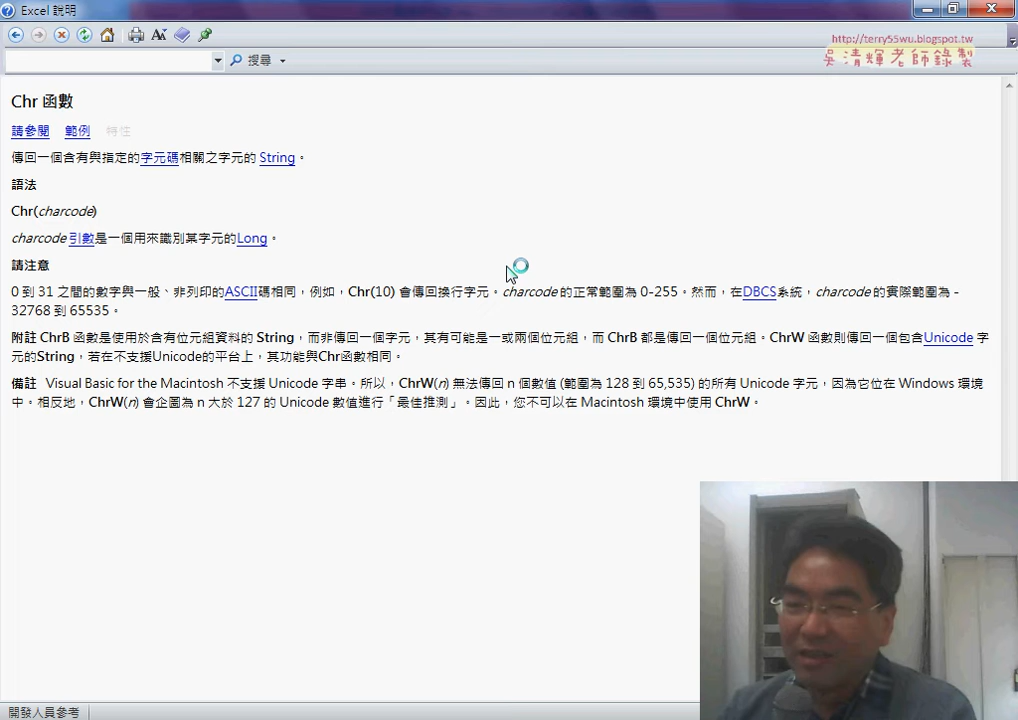 Excel 說明
http://terry55wu.blogspot.tw
吳清輝老師錄製
搜尋
Chr 函數
請參閱 範例 特性
傳回一個含有與指定的字元碼相關之字元的 String。
語法
Chr(charcode)
charcode 引數是一個用來識別某字元的Long。
請注意
0 到 31 之間的數字與一般、非列印的ASCII碼相同，例如，Chr(10) 會傳回換行字元。charcode 的正常範圍為 0-255。然而，在DBCS系統，charcode 的實際範圍為 -
32768 到 65535。
附註 ChrB 函數是使用於含有位元組資料的 String，而非傳回一個字元，其有可能是一或兩個位元組，而 ChrB 都是傳回一個位元組。ChrW 函數則傳回一個包含Unicode 字
元的String，若在不支援Unicode的平台上，其功能與Chr函數相同。
備註 Visual Basic for the Macintosh 不支援 Unicode 字串。所以，ChrW(n) 無法傳回 n 個數值 (範圍為 128 到 65,535) 的所有 Unicode 字元，因為它位在 Windows 環境
中。相反地，ChrW(n) 會企圖為 n 大於 127 的 Unicode 數值進行「最佳推測」。因此，您不可以在 Macintosh 環境中使用 ChrW。
開發人員參考